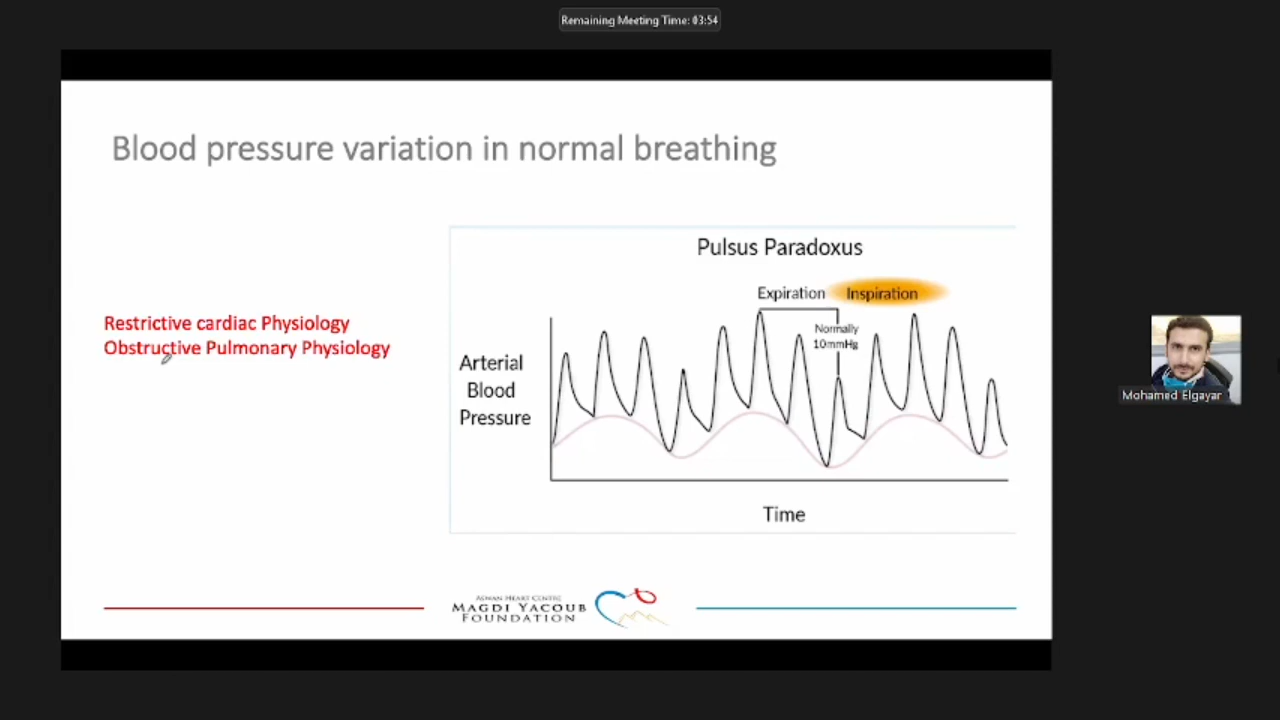 Remaining Meeting Time: 03:54
Blood pressure variation in normal breathing
Pulsus Paradoxus
Expiration Inspiration
Normally
10mmHg
Restrictive cardiac Physiology
Obstructive Pulmonary Physiology
Arterial
Blood
Pressure
Time
Mohamed Elgayar
ASWAN HEART CENTRE
MAGDI YACOUB
FOUNDATION